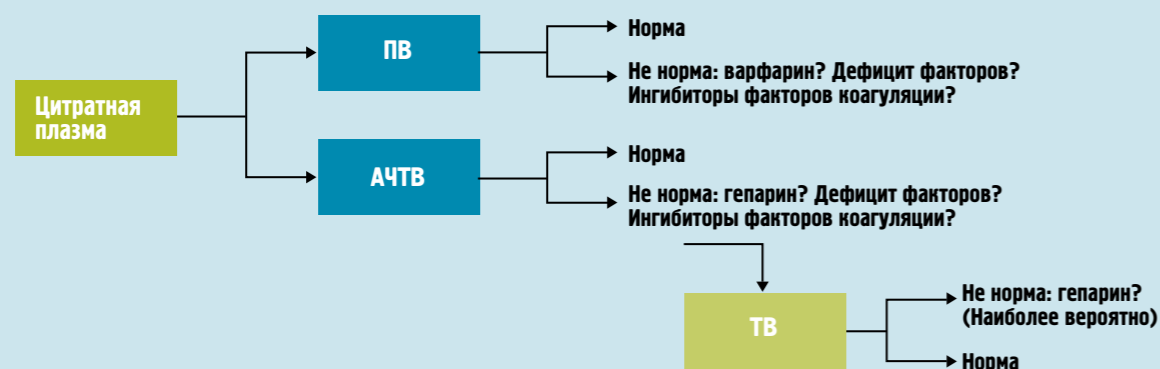 Цитратная
плазма
ПВ
Норма
Не норма: варфарин? Дефицит факторов?
Ингибиторы факторов коагуляции?
АЧТВ
Норма
Не норма: гепарин? Дефицит факторов?
Ингибиторы факторов коагуляции?
ТВ
Не норма: гепарин?
(Наиболее вероятно)
Норма